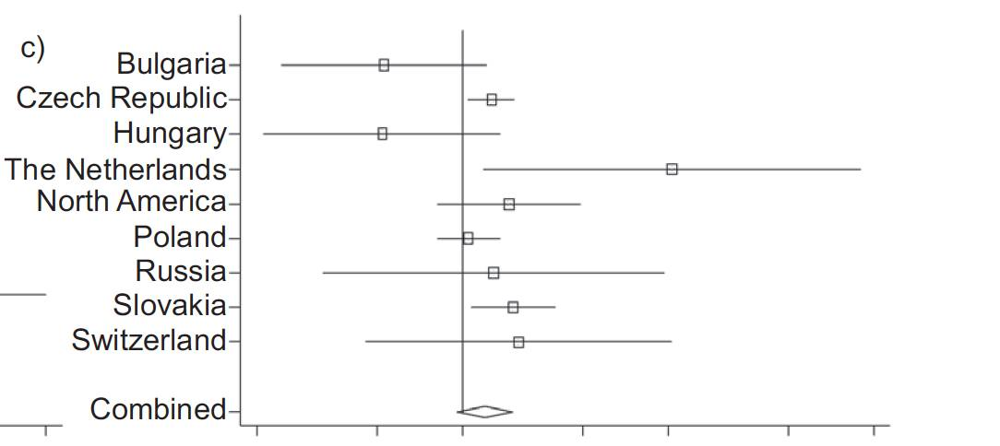 c)
Bulgaria
Czech Republic
Hungary
The Netherlands
North America
Poland
Russia
Slovakia
Switzerland
Combined